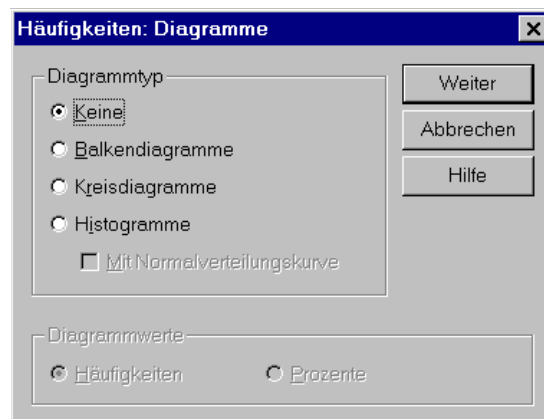 Häufigkeiten: Diagramme
Diagrammtyp
Keine
Balkendiagramme
Kreisdiagramme
Histogramme
Mit Normalverteilungskurve
Weiter
Abbrechen
Hilfe
Diagrammwerte
Häufigkeiten Prozente